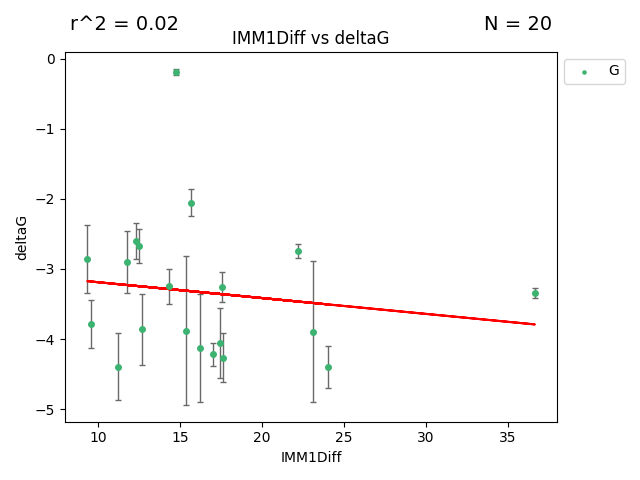 r^2 = 0.02
N = 20
IMM1Diff vs deltaG
G
0
−1
−2
−3
−4
−5
deltaG
10
15
20
25
30
35
IMM1Diff